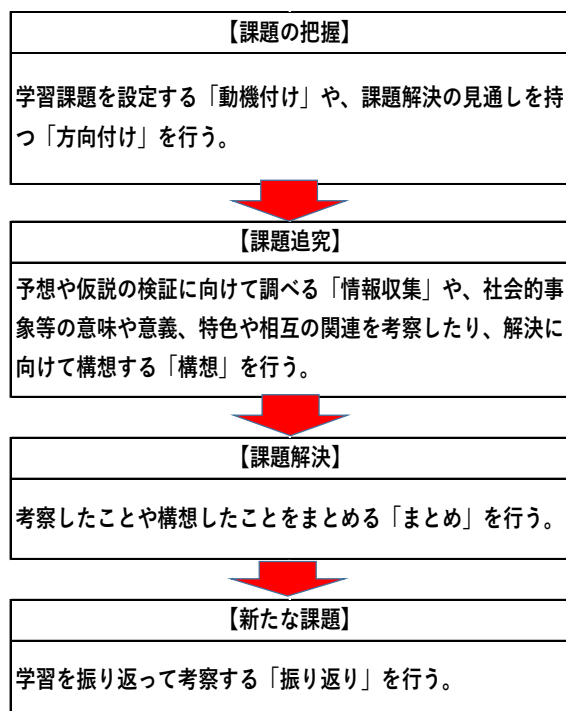 【課題の把握】
学習課題を設定する「動機付け」や、課題解決の見通しを持
つ「方向付け」を行う。
【課題追究】
予想や仮説の検証に向けて調べる「情報収集」や、社会的事
象等の意味や意義、特色や相互の関連を考察したり、解決に
向けて構想する「構想」を行う。
【課題解決】
考察したことや構想したことをまとめる「まとめ」を行う。
【新たな課題】
学習を振り返って考察する「振り返り」を行う。